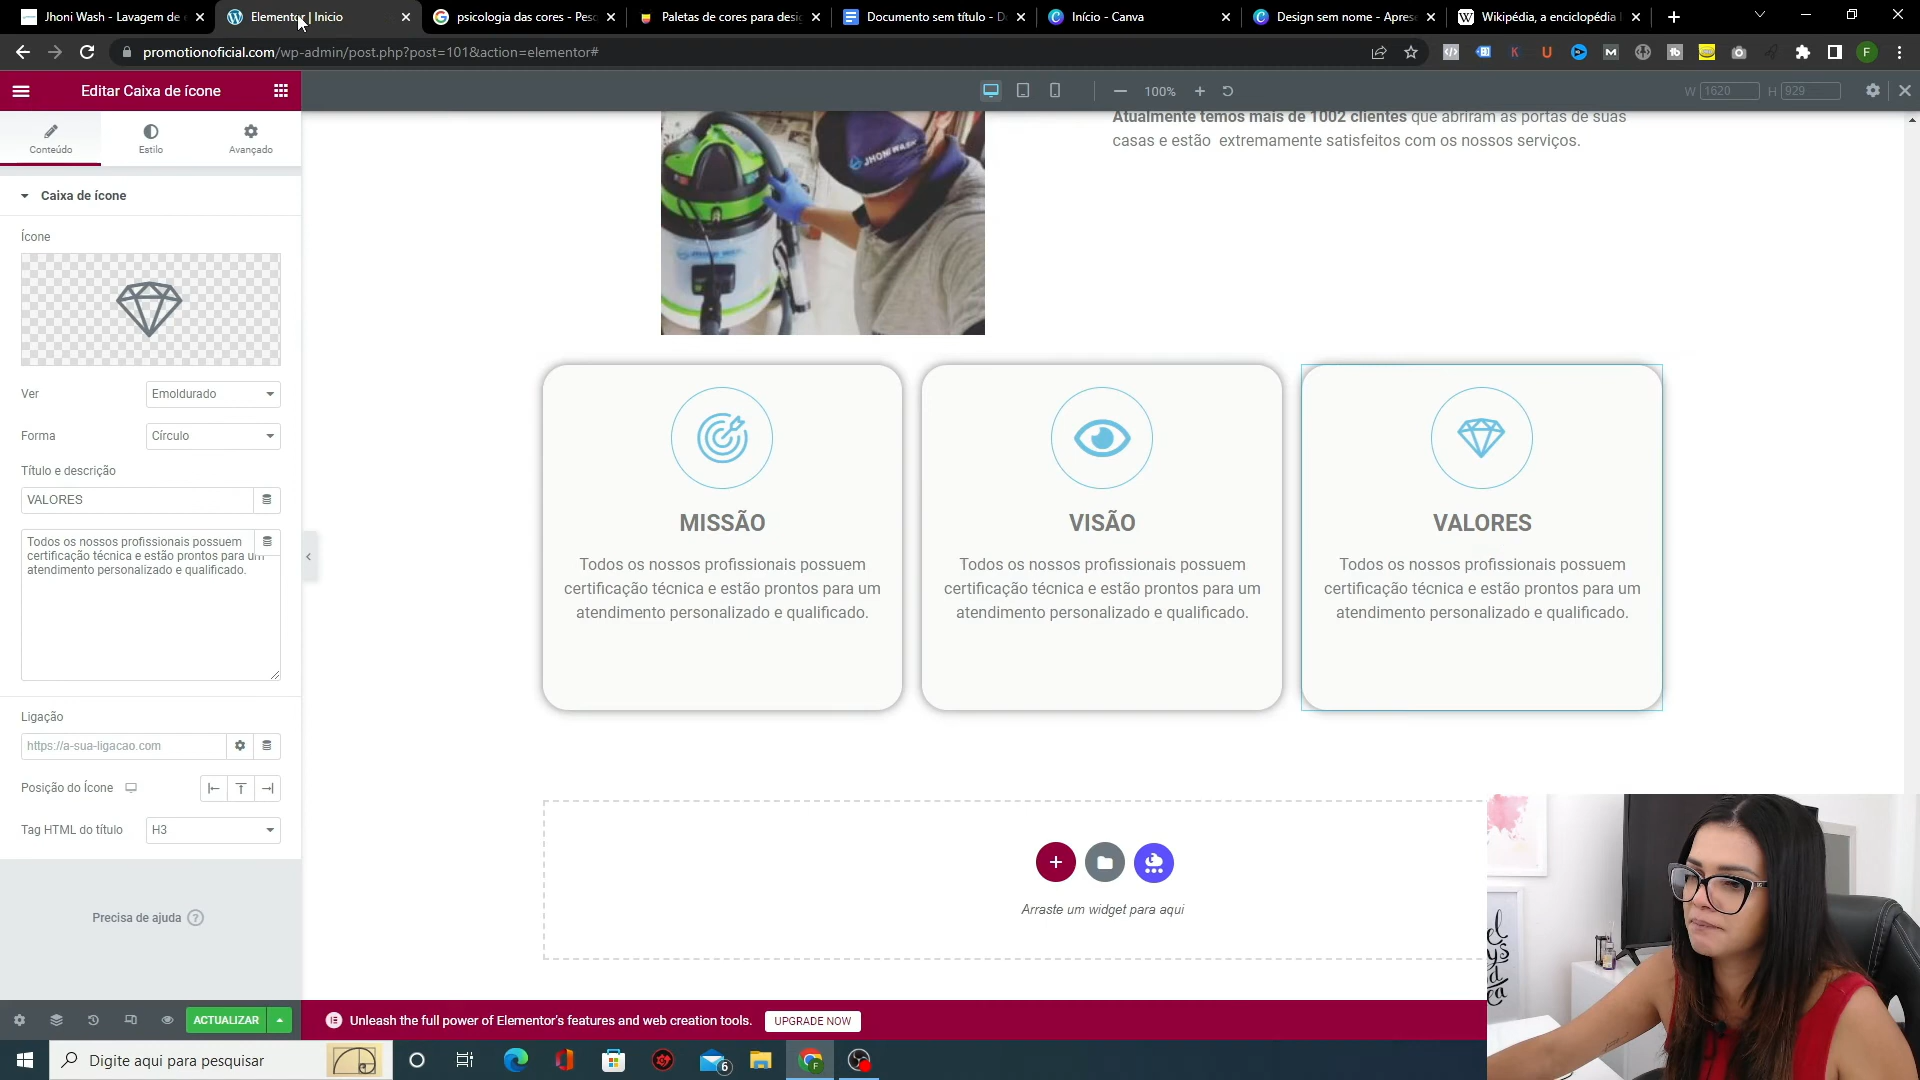 Jhoni Wash - Lavagem de
Elementor | Inicio
psicologia das cores - Pesq
Paletas de cores para desig
Documento sem título - D
Início - Canva
Design sem nome - Aprese
Wikipédia, a enciclopédia
promotionoficial.com/wp-admin/post.php?post=101&action=elementor#
Editar Caixa de ícone
100%
W 1620
H 929
Conteúdo
Estilo
Avançado
Caixa de ícone
Ícone
Ver
Emoldurado
Forma
Círculo
Título e descrição
VALORES
Todos os nossos profissionais possuem
certificação técnica e estão prontos para um
atendimento personalizado e qualificado.
Ligação
https://a-sua-ligacao.com
Posição do Ícone
Tag HTML do título
H3
Precisa de ajuda
ACTUALIZAR
Atualmente temos mais de 1002 clientes que abriram as portas de suas
casas e estão extremamente satisfeitos com os nossos serviços.
JHONI WASH
MISSÃO
Todos os nossos profissionais possuem
certificação técnica e estão prontos para um
atendimento personalizado e qualificado.
VISÃO
Todos os nossos profissionais possuem
certificação técnica e estão prontos para um
atendimento personalizado e qualificado.
VALORES
Todos os nossos profissionais possuem
certificação técnica e estão prontos para um
atendimento personalizado e qualificado.
Arraste um widget para aqui
Unleash the full power of Elementor's features and web creation tools.
UPGRADE NOW
Digite aqui para pesquisar
6